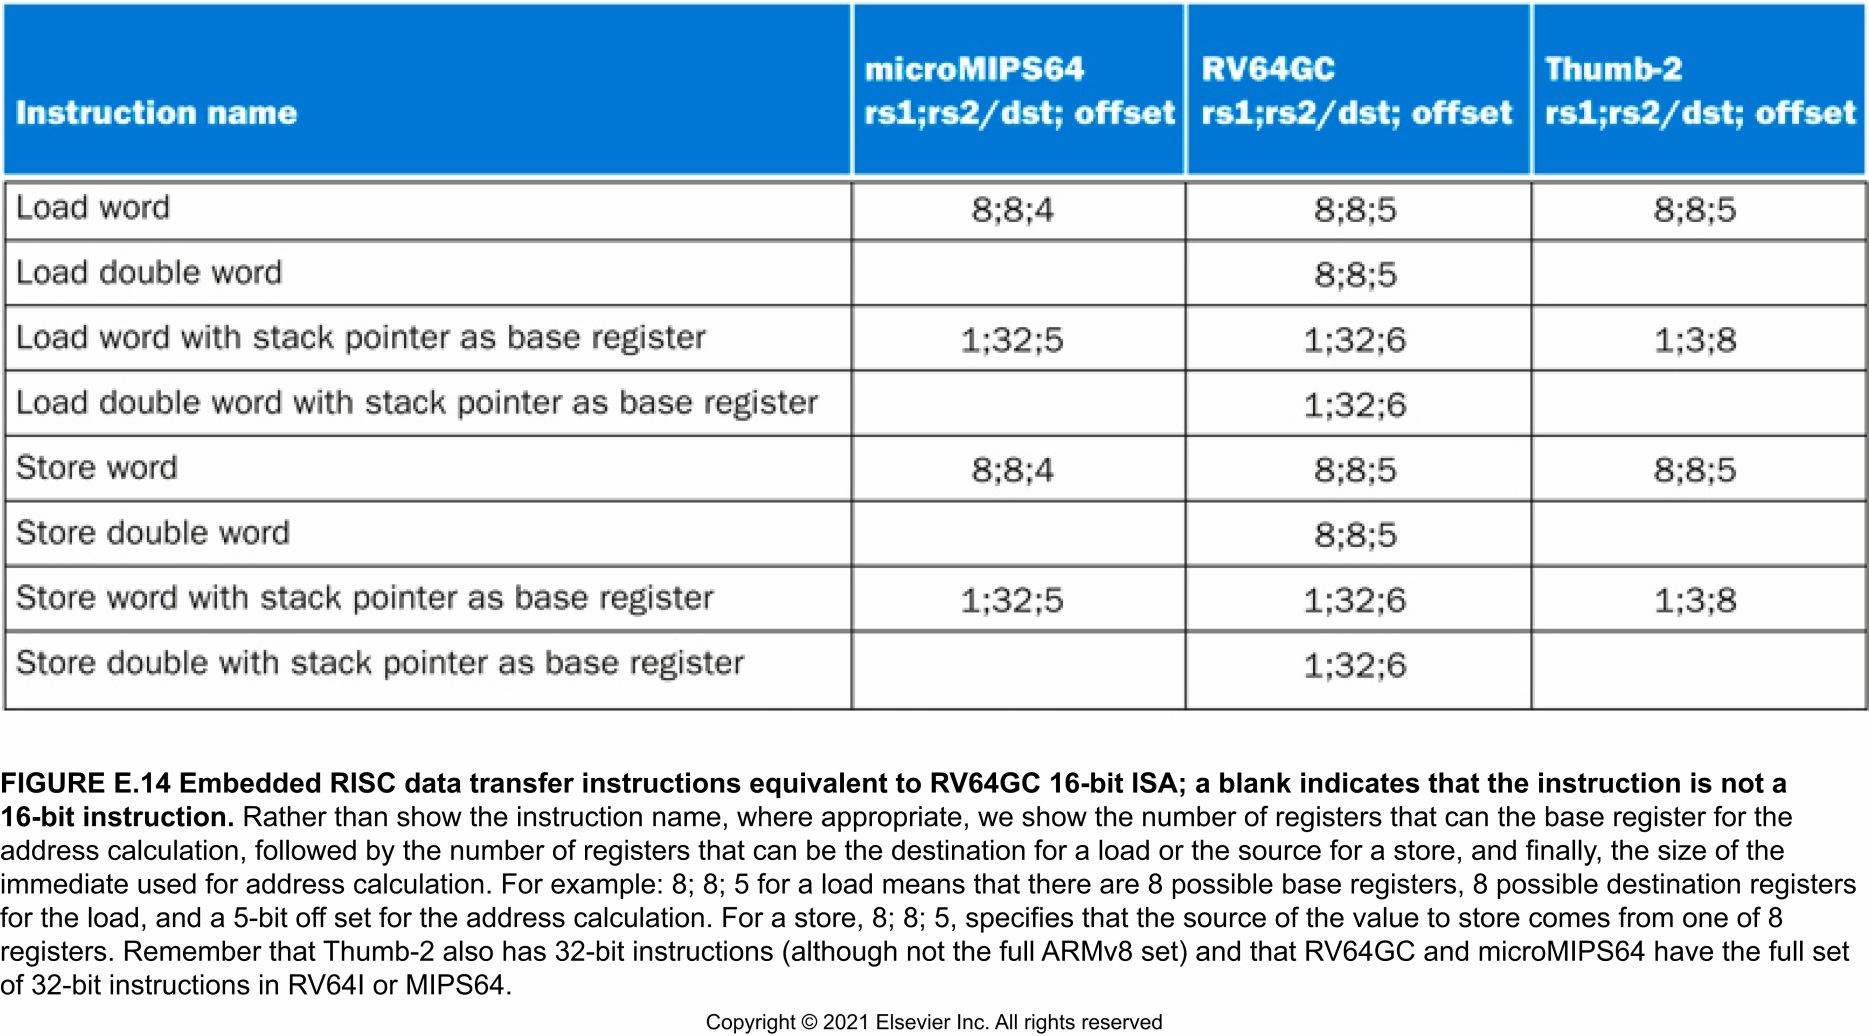 Instruction name
microMIPS64
rs1;rs2/dst; offset
RV64GC
rs1;rs2/dst; offset
Thumb-2
rs1;rs2/dst; offset
Load word 8;8;4 8;8;5 8;8;5
Load double word 8;8;5
Load word with stack pointer as base register 1;32;5 1;32;6 1;3;8
Load double word with stack pointer as base register 1;32;6
Store word 8;8;4 8;8;5 8;8;5
Store double word 8;8;5
Store word with stack pointer as base register 1;32;5 1;32;6 1;3;8
Store double with stack pointer as base register 1;32;6
FIGURE E.14 Embedded RISC data transfer instructions equivalent to RV64GC 16-bit ISA; a blank indicates that the instruction is not a
16-bit instruction. Rather than show the instruction name, where appropriate, we show the number of registers that can the base register for the
address calculation, followed by the number of registers that can be the destination for a load or the source for a store, and finally, the size of the
immediate used for address calculation. For example: 8; 8; 5 for a load means that there are 8 possible base registers, 8 possible destination registers
for the load, and a 5-bit off set for the address calculation. For a store, 8; 8; 5, specifies that the source of the value to store comes from one of 8
registers. Remember that Thumb-2 also has 32-bit instructions (although not the full ARMv8 set) and that RV64GC and microMIPS64 have the full set
of 32-bit instructions in RV64I or MIPS64.
Copyright © 2021 Elsevier Inc. All rights reserved